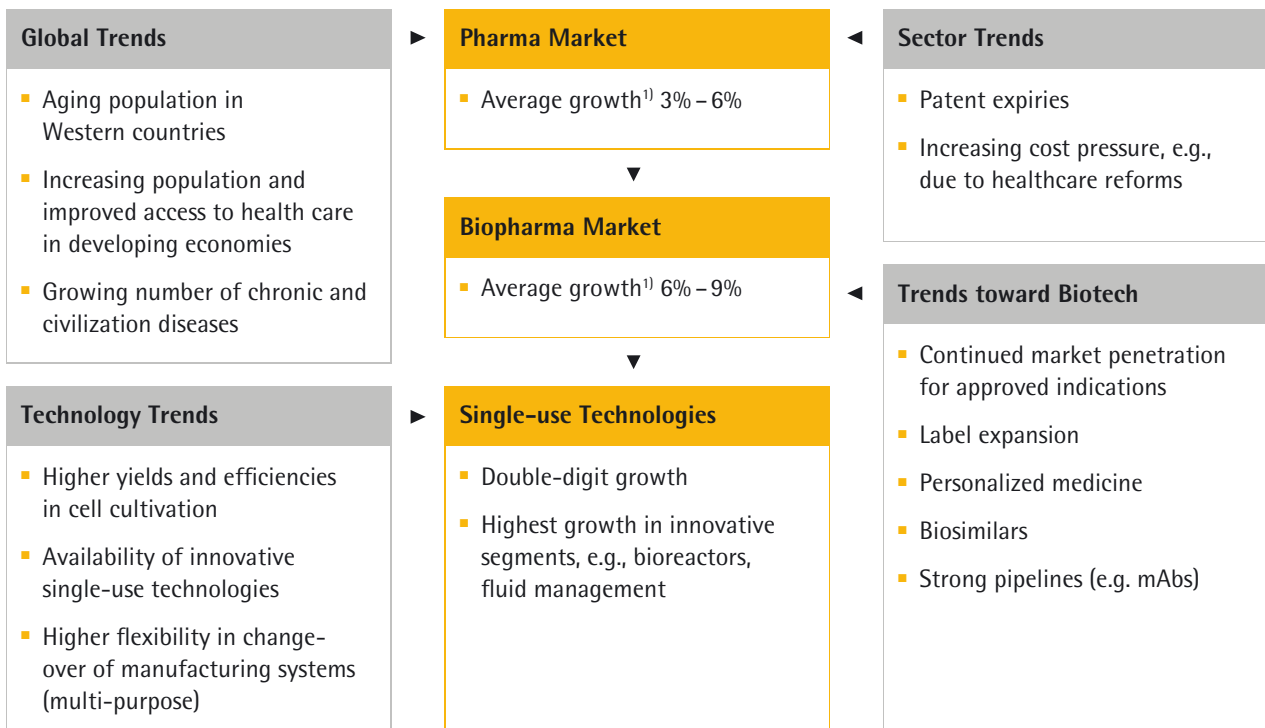 Global Trends
Aging population in
Western countries
Increasing population and
improved access to health care
in developing economies
Growing number of chronic and
civilization diseases
Technology Trends
Higher yields and efficiencies
in cell cultivation
Availability of innovative
single-use technologies
Higher flexibility in change-
over of manufacturing systems
(multi-purpose)
Pharma Market
Average growth1) 3% – 6%
Biopharma Market
Average growth1) 6% – 9%
Single-use Technologies
Double-digit growth
Highest growth in innovative
segments, e.g., bioreactors,
fluid management
Sector Trends
Patent expiries
Increasing cost pressure, e.g.,
due to healthcare reforms
Trends toward Biotech
Continued market penetration
for approved indications
Label expansion
Personalized medicine
Biosimilars
Strong pipelines (e.g. mAbs)